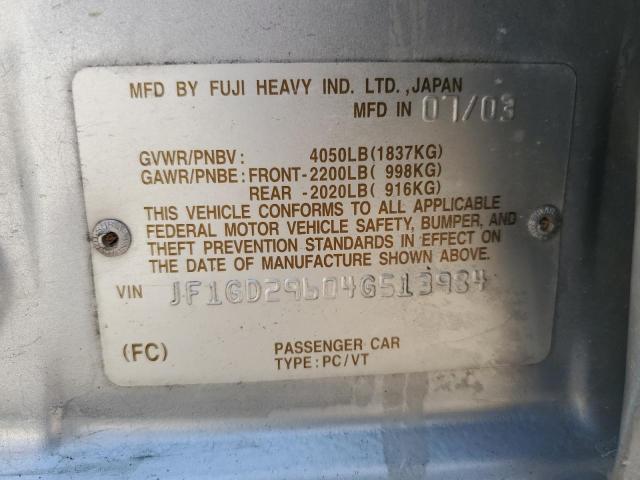 MFD BY FUJI HEAVY IND. LTD., JAPAN
MFD IN 07/03
GVWR/PNBV: 4050LB(1837KG)
GAWR/PNBE: FRONT-2200LB( 998KG)
REAR -2020LB( 916KG)
THIS VEHICLE CONFORMS TO ALL APPLICABLE
FEDERAL MOTOR VEHICLE SAFETY, BUMPER, AND
THEFT PREVENTION STANDARDS IN EFFECT ON
THE DATE OF MANUFACTURE SHOWN ABOVE.
VIN JF1GD29604G513984
(FC) PASSENGER CAR
TYPE: PC/VT